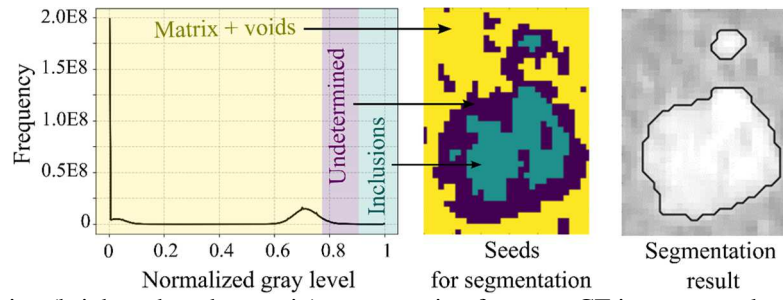 2.0E8
1.5E8
1.0E8
0.5E8
0
Frequency
Matrix + voids
Undetermined
Inclusions
0 0.2 0.4 0.6 0.8 1
Normalized gray level
Seeds
for segmentation
Segmentation
result